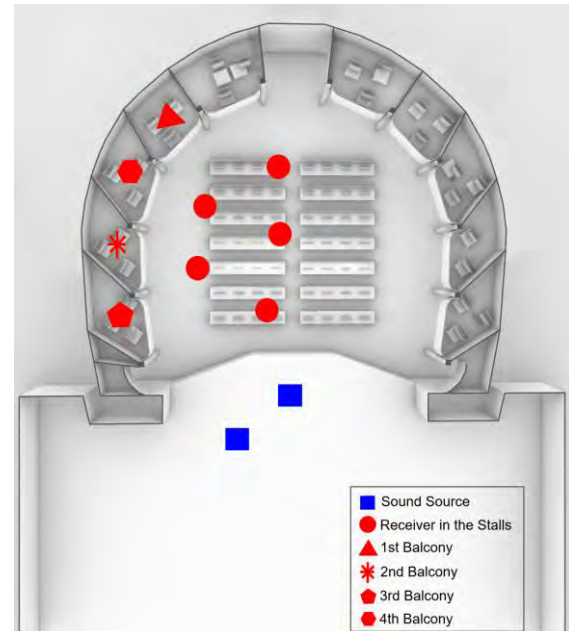 Sound Source
Receiver in the Stalls
1st Balcony
2nd Balcony
3rd Balcony
4th Balcony